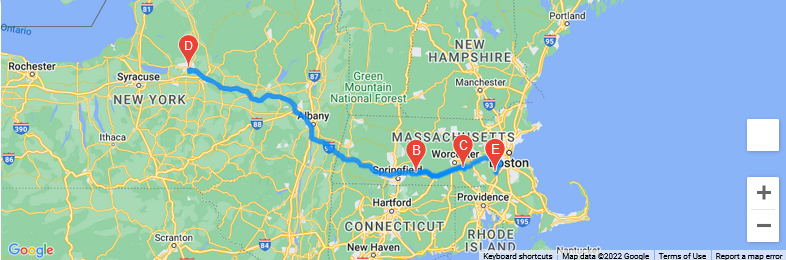 Ontario
Portland
D
NEW
HAMPSHIRE
Rochester
Syracuse
Green
Mountain
National Forest
Manchester
NEW YORK
87
93
Albany
88
Ithaca
MASSACHUSETTS
86
B
C
E
Worcester
Boston
Springfield
Hartford
Providence
81
195
CONNECTICUT
RHODE
ISLAND
Scranton
84
New Haven
Nantucket
+
−
Google
Keyboard shortcuts
Map data ©2022 Google
Terms of Use
Report a map error